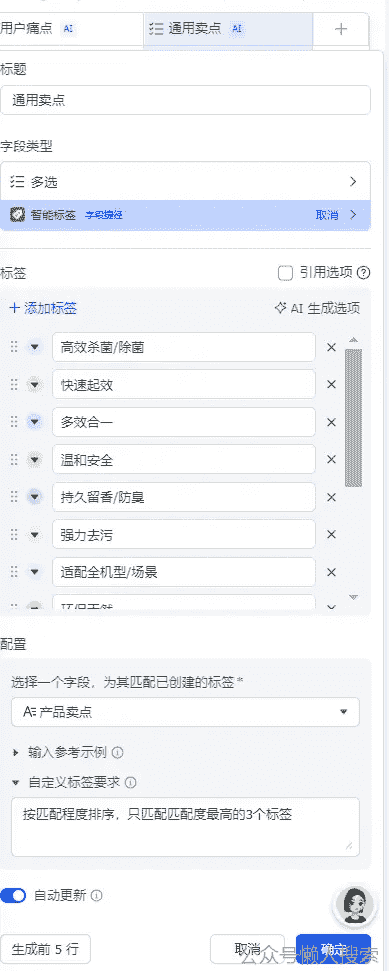 用户痛点 AI 通用卖点 AI
标题
通用卖点
字段类型
多选
智能标签 字段捷径 取消
标签 引用选项
添加标签 AI 生成选项
高效杀菌/除菌
快速起效
多效合一
温和安全
持久留香/防臭
强力去污
适配全机型/场景
环保天然
配置
选择一个字段，为其匹配已创建的标签 *
产品卖点
输入参考示例
自定义标签要求
按匹配程度排序，只匹配匹配度最高的3个标签
自动更新
生成前 5 行 取消 确定
公众号懒人搜索